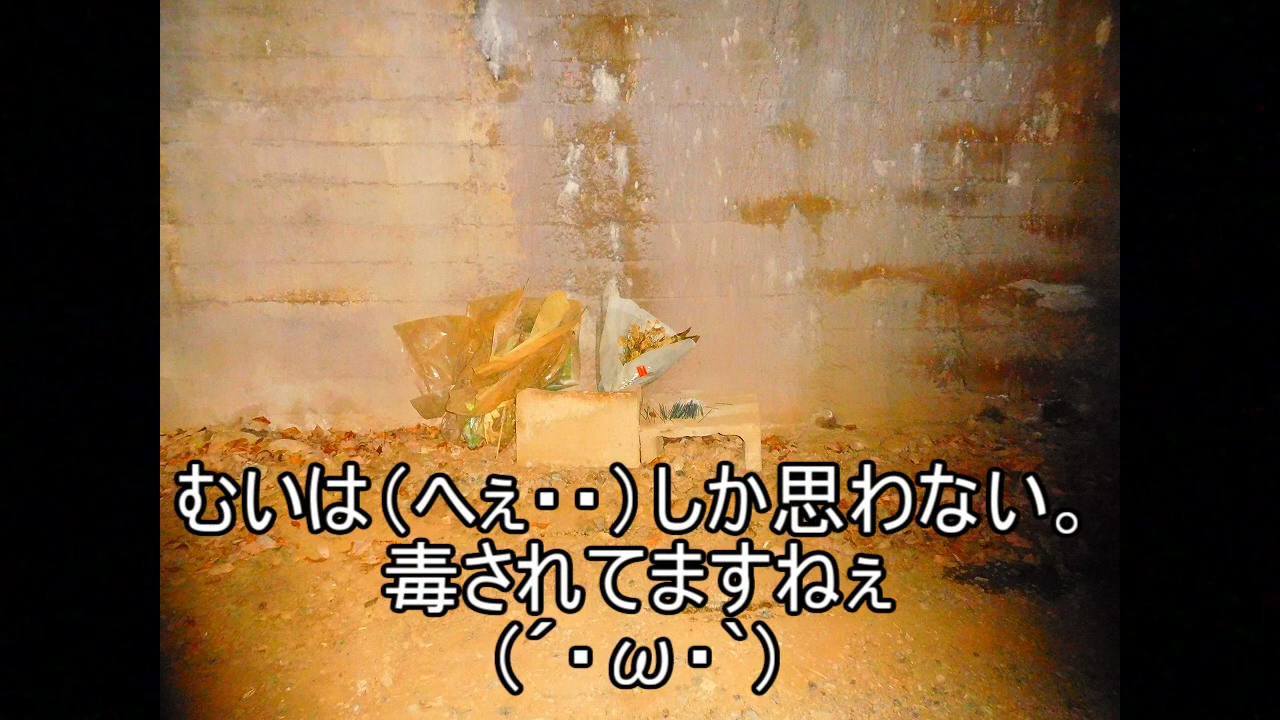 むいは（へぇ・・）しか思わない。
毒されてますねぇ
（´・ω・｀）